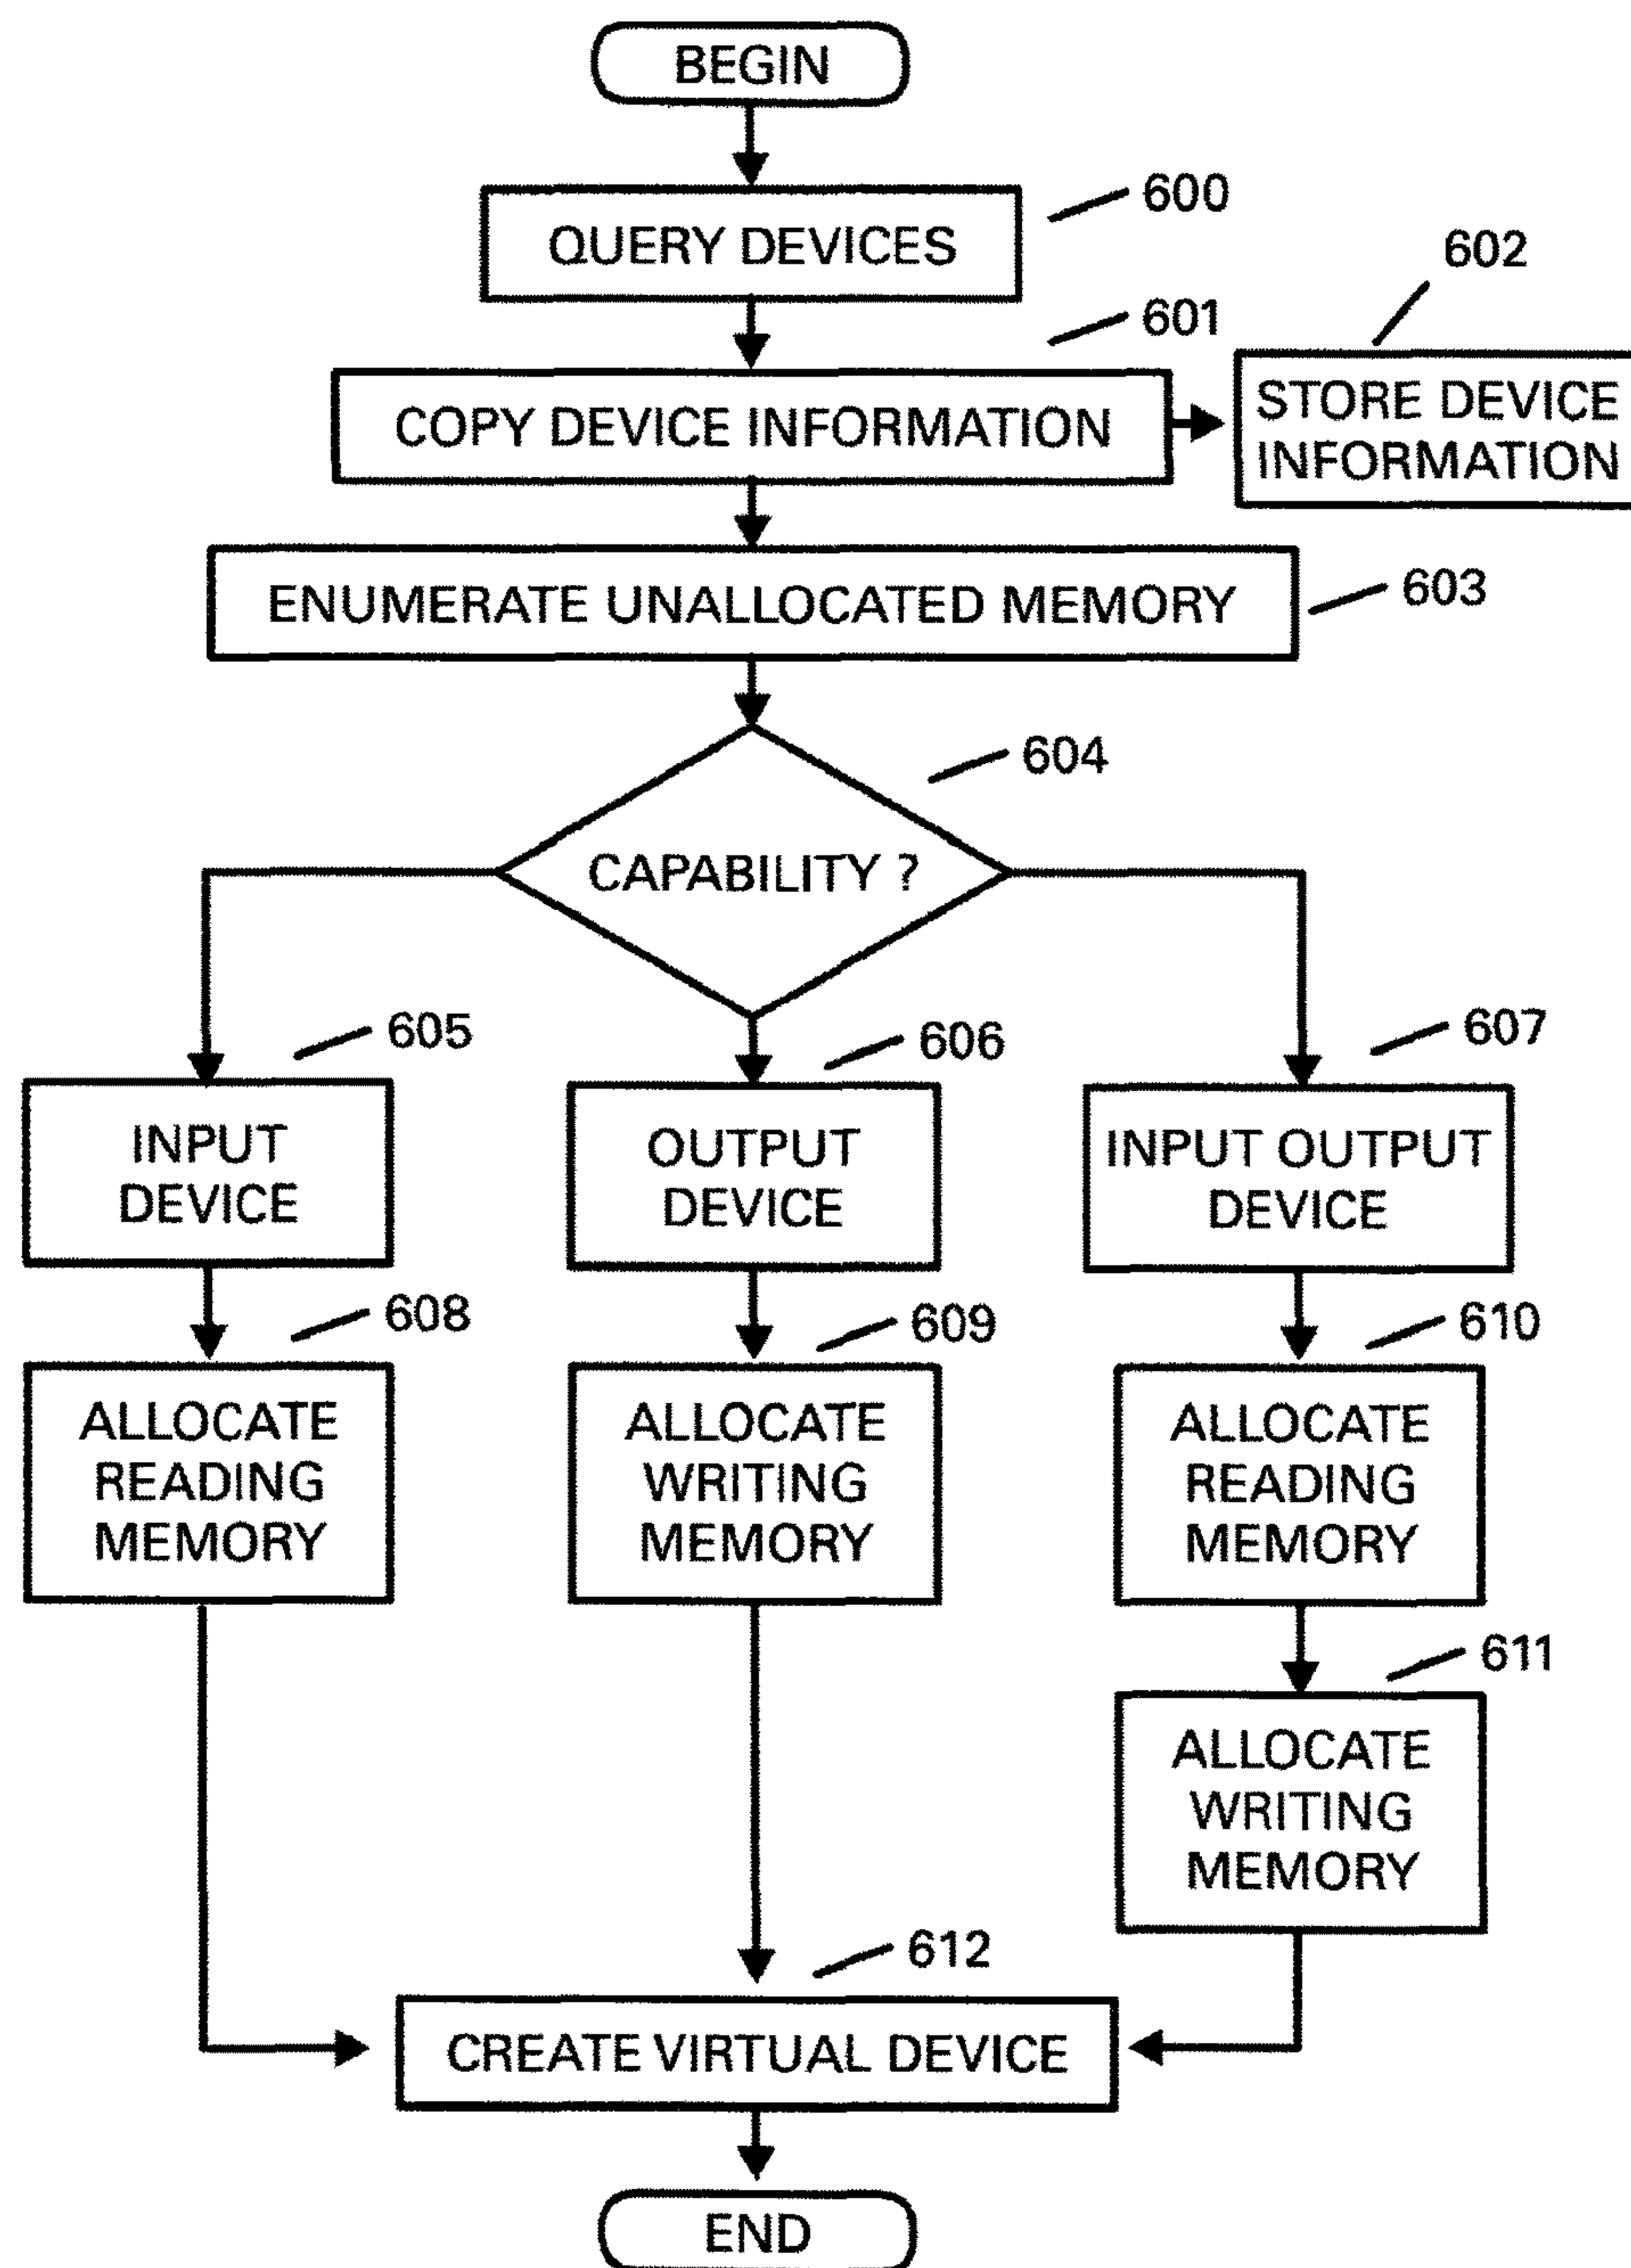 BEGIN
600
QUERY DEVICES
602
601
COPY DEVICE INFORMATION
STORE DEVICE
INFORMATION
ENUMERATE UNALLOCATED MEMORY
603
604
CAPABILITY ?
605
606
607
INPUT
DEVICE
OUTPUT
DEVICE
INPUT OUTPUT
DEVICE
608
609
610
ALLOCATE
READING
MEMORY
ALLOCATE
WRITING
MEMORY
ALLOCATE
READING
MEMORY
611
ALLOCATE
WRITING
MEMORY
612
CREATE VIRTUAL DEVICE
END